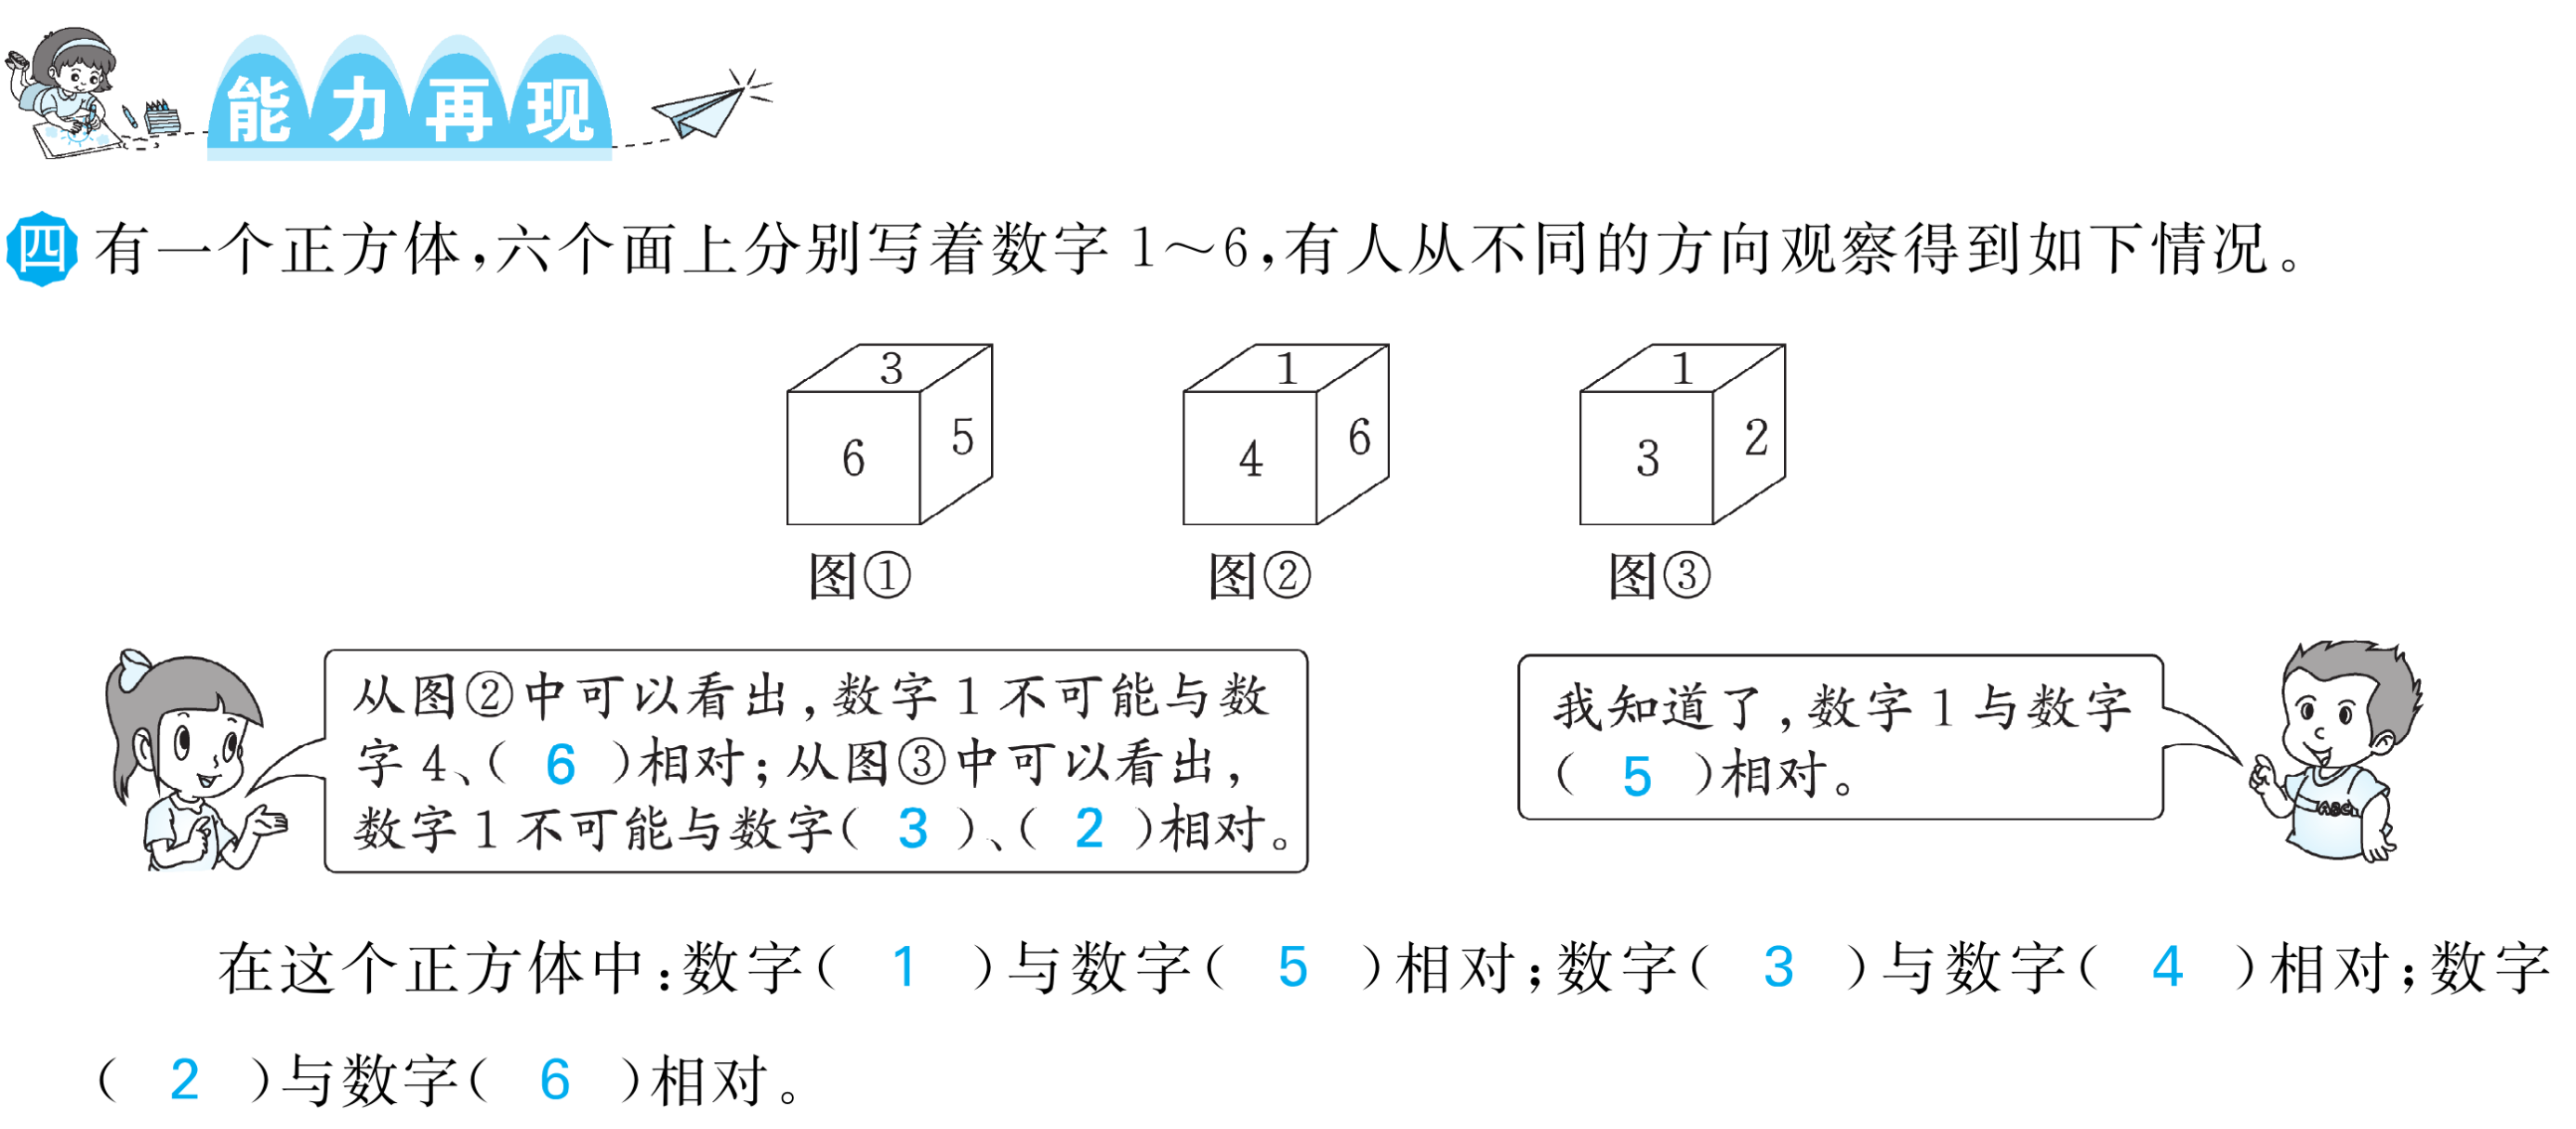 能力再现
四 有一个正方体,六个面上分别写着数字 1～6,有人从不同的方向观察得到如下情况。
3 6 5
1 4 6
1 3 2
图① 图② 图③
从图②中可以看出,数字 1 不可能与数
字 4、( 6 )相对;从图③中可以看出,
数字 1 不可能与数字( 3 )、( 2 )相对。
我知道了,数字 1 与数字
( 5 )相对。
ABC
在这个正方体中:数字( 1 )与数字( 5 )相对;数字( 3 )与数字( 4 )相对;数字
( 2 )与数字( 6 )相对。